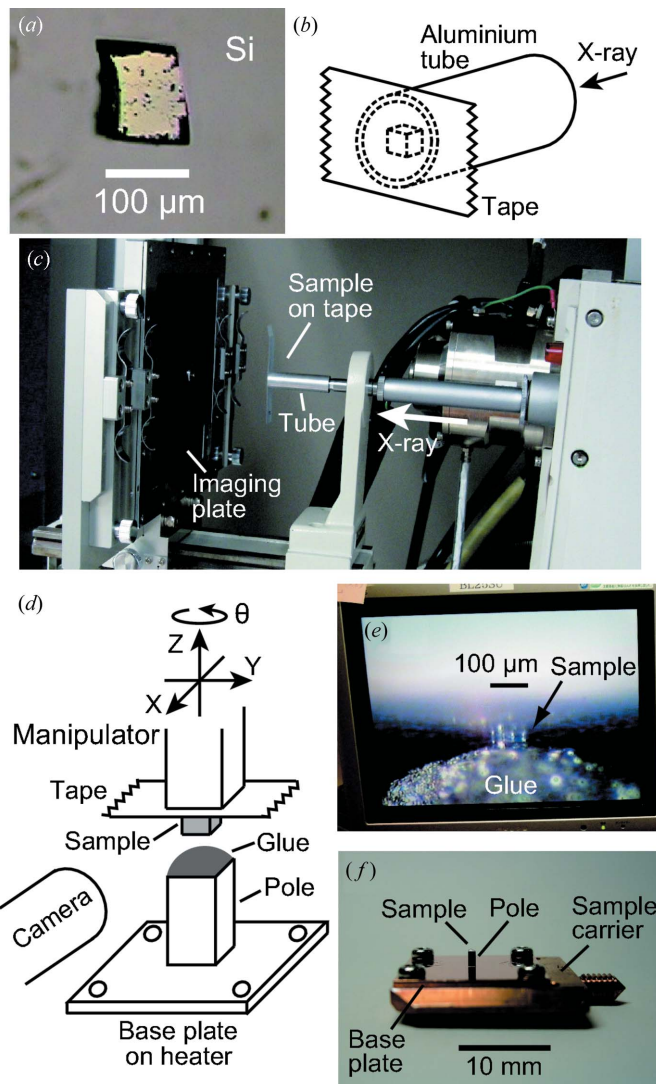 (a)
Si
100 µm
(b)
Aluminium
tube
X-ray
Tape
(c)
Sample
on tape
Tube
X-ray
Imaging
plate
(d)
θ
Z
Y
X
Manipulator
Tape
Sample
Glue
Pole
Camera
Base plate
on heater
BL25SU
(e)
100 µm
Sample
Glue
(f)
Sample
Pole
Sample
carrier
Base
plate
10 mm